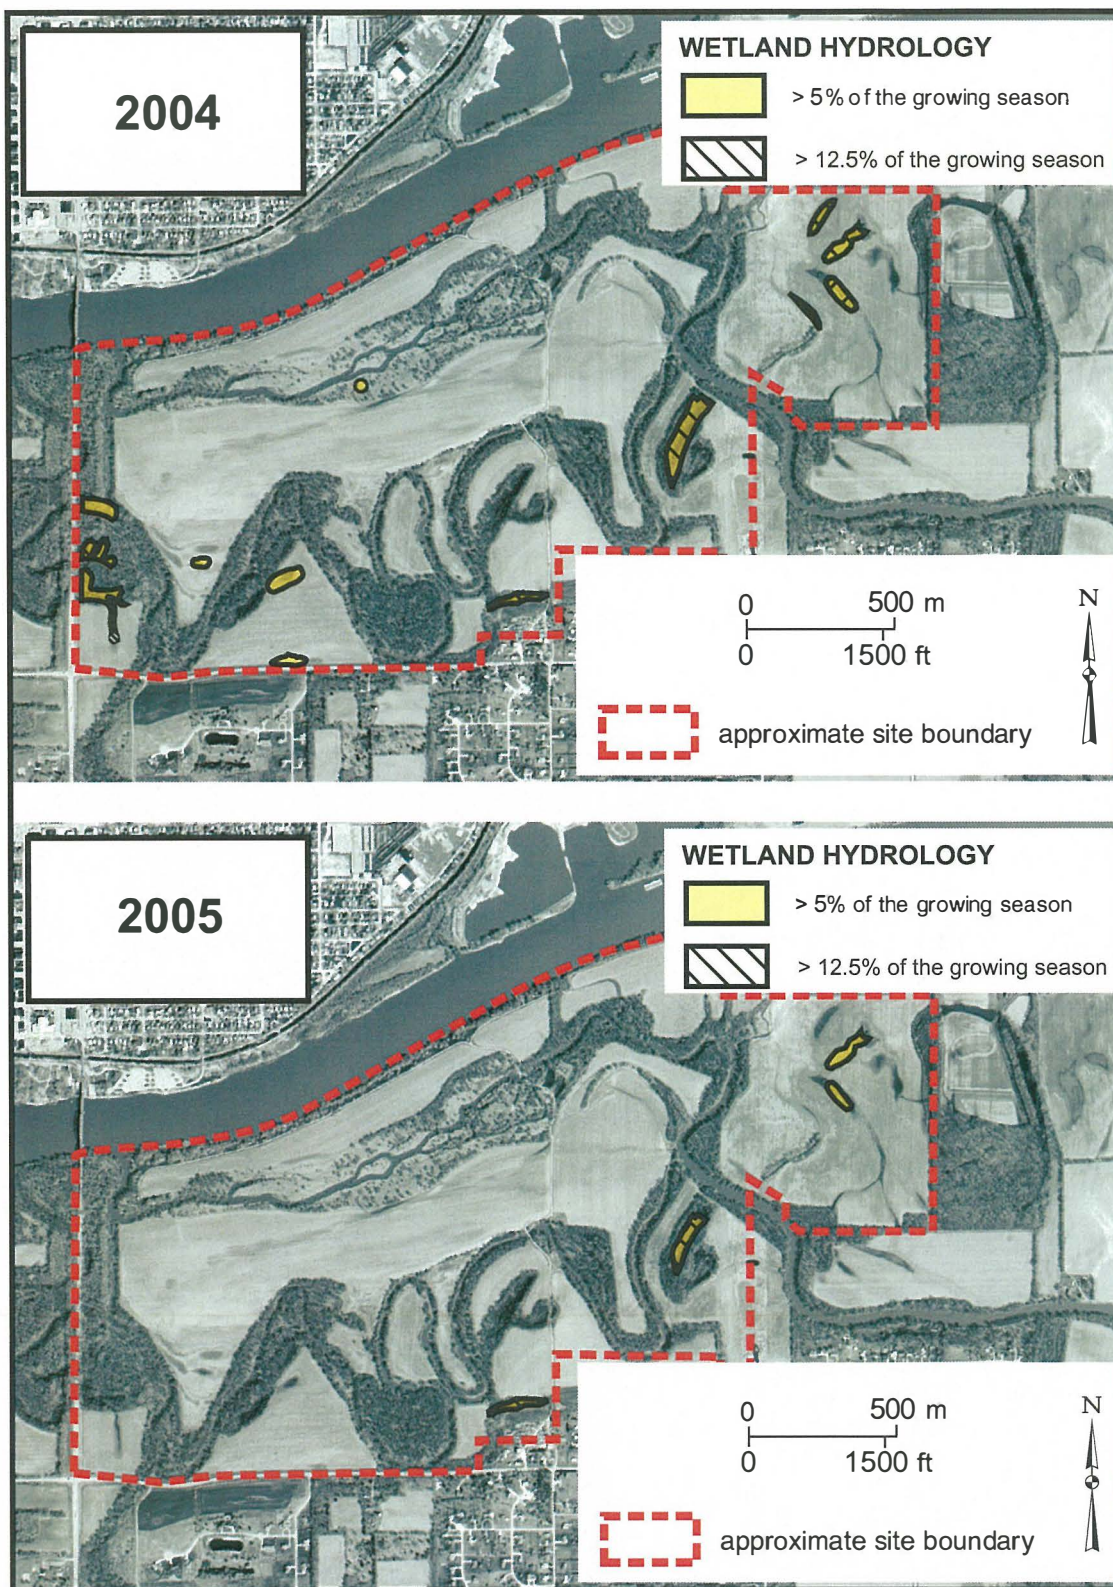 2004
WETLAND HYDROLOGY
> 5% of the growing season
> 12.5% of the growing season
0 500 m
0 1500 ft
N
approximate site boundary
2005
WETLAND HYDROLOGY
> 5% of the growing season
> 12.5% of the growing season
0 500 m
0 1500 ft
N
approximate site boundary